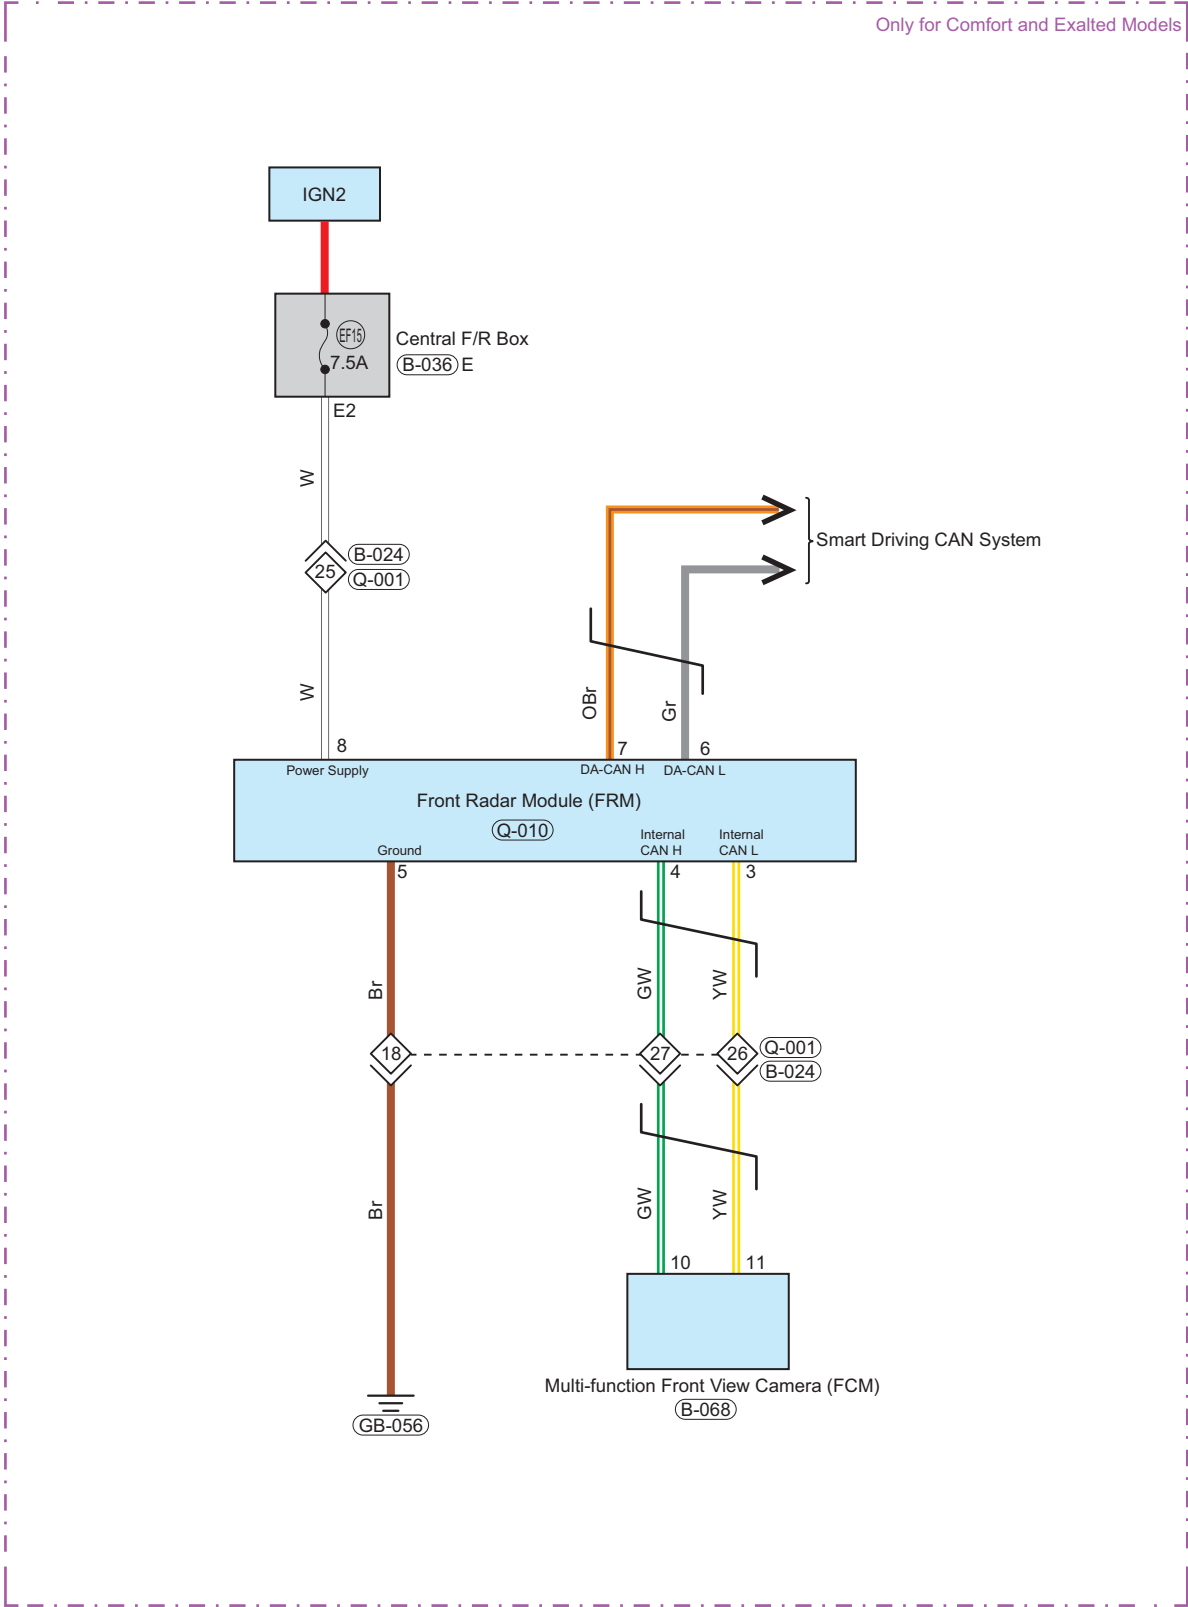 Only for Comfort and Exalted Models
IGN2
EF15
7.5A
Central F/R Box
B-036 E
E2
W
B-024
25
Q-001
Smart Driving CAN System
W
OBr
Gr
8
7
6
Power Supply
DA-CAN H
DA-CAN L
Front Radar Module (FRM)
Q-010
Internal
CAN H
Internal
CAN L
Ground
5
4
3
Br
GW
YW
18
27
26
Q-001
B-024
Br
GW
YW
10
11
Multi-function Front View Camera (FCM)
B-068
GB-056